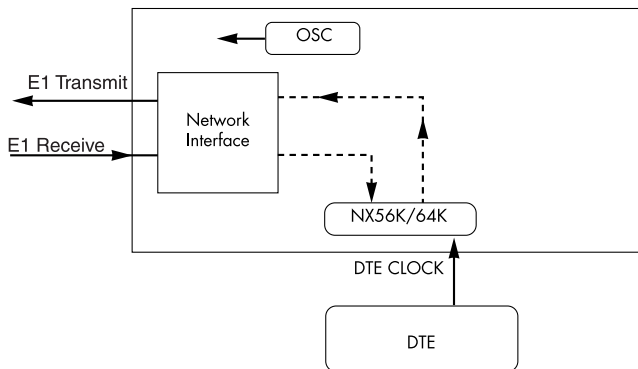 OSC
E1 Transmit
Network
Interface
E1 Receive
NX56K/64K
DTE CLOCK
DTE